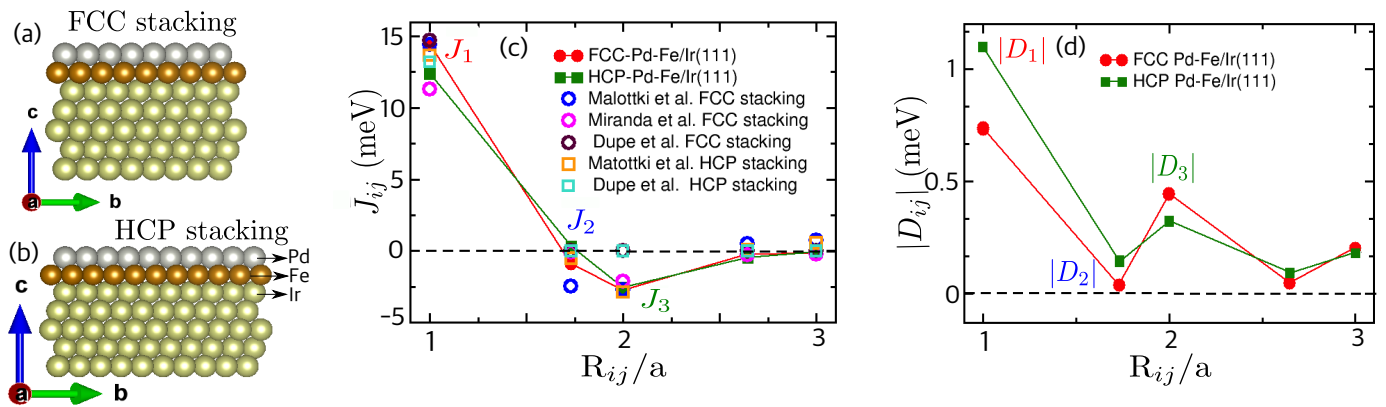 (a) FCC stacking
c
a
b
(b) HCP stacking
Pd
Fe
Ir
c
a
b
(c)
J̄ij (meV)
15
10
5
0
−5
J1
J2
J3
FCC-Pd-Fe/Ir(111)
HCP-Pd-Fe/Ir(111)
Malottki et al. FCC stacking
Miranda et al. FCC stacking
Dupe et al. FCC stacking
Matottki et al. HCP stacking
Dupe et al. HCP stacking
1 2 3
Rij/a
(d)
|Dij| (meV)
1
0.5
0
|D1|
|D2|
|D3|
FCC Pd-Fe/Ir(111)
HCP Pd-Fe/Ir(111)
1 2 3
Rij/a